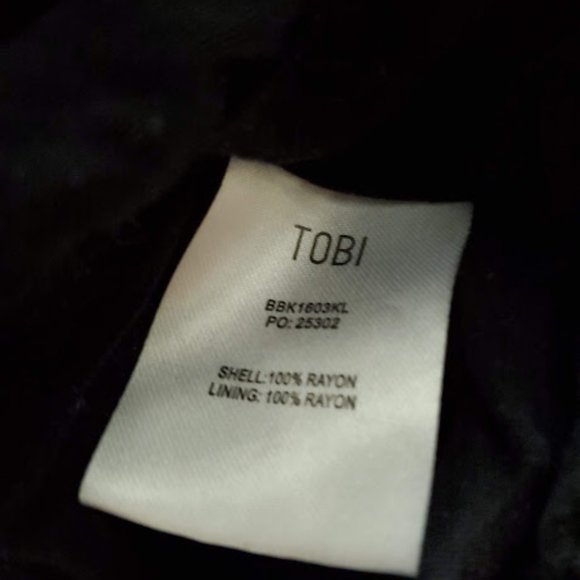 TOBI
BBK1603KL
PO: 25302
SHELL:100% RAYON
LINING: 100% RAYON